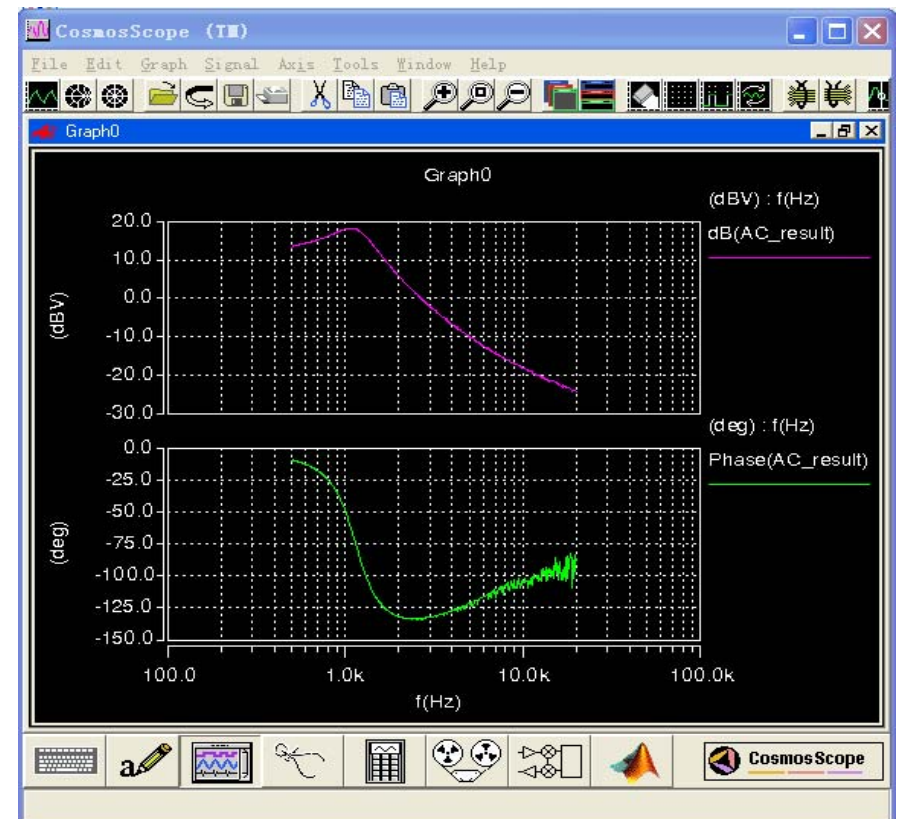 CosmosScope (TM)
File Edit Graph Signal Axis Tools Window Help
Graph0
Graph0
(dBV) : f(Hz)
dB(AC_result)
20.0
10.0
0.0
-10.0
-20.0
-30.0
(dBV)
(deg) : f(Hz)
Phase(AC_result)
0.0
-25.0
-50.0
-75.0
-100.0
-125.0
-150.0
(deg)
100.0 1.0k 10.0k 100.0k
f(Hz)
a
CosmosScope